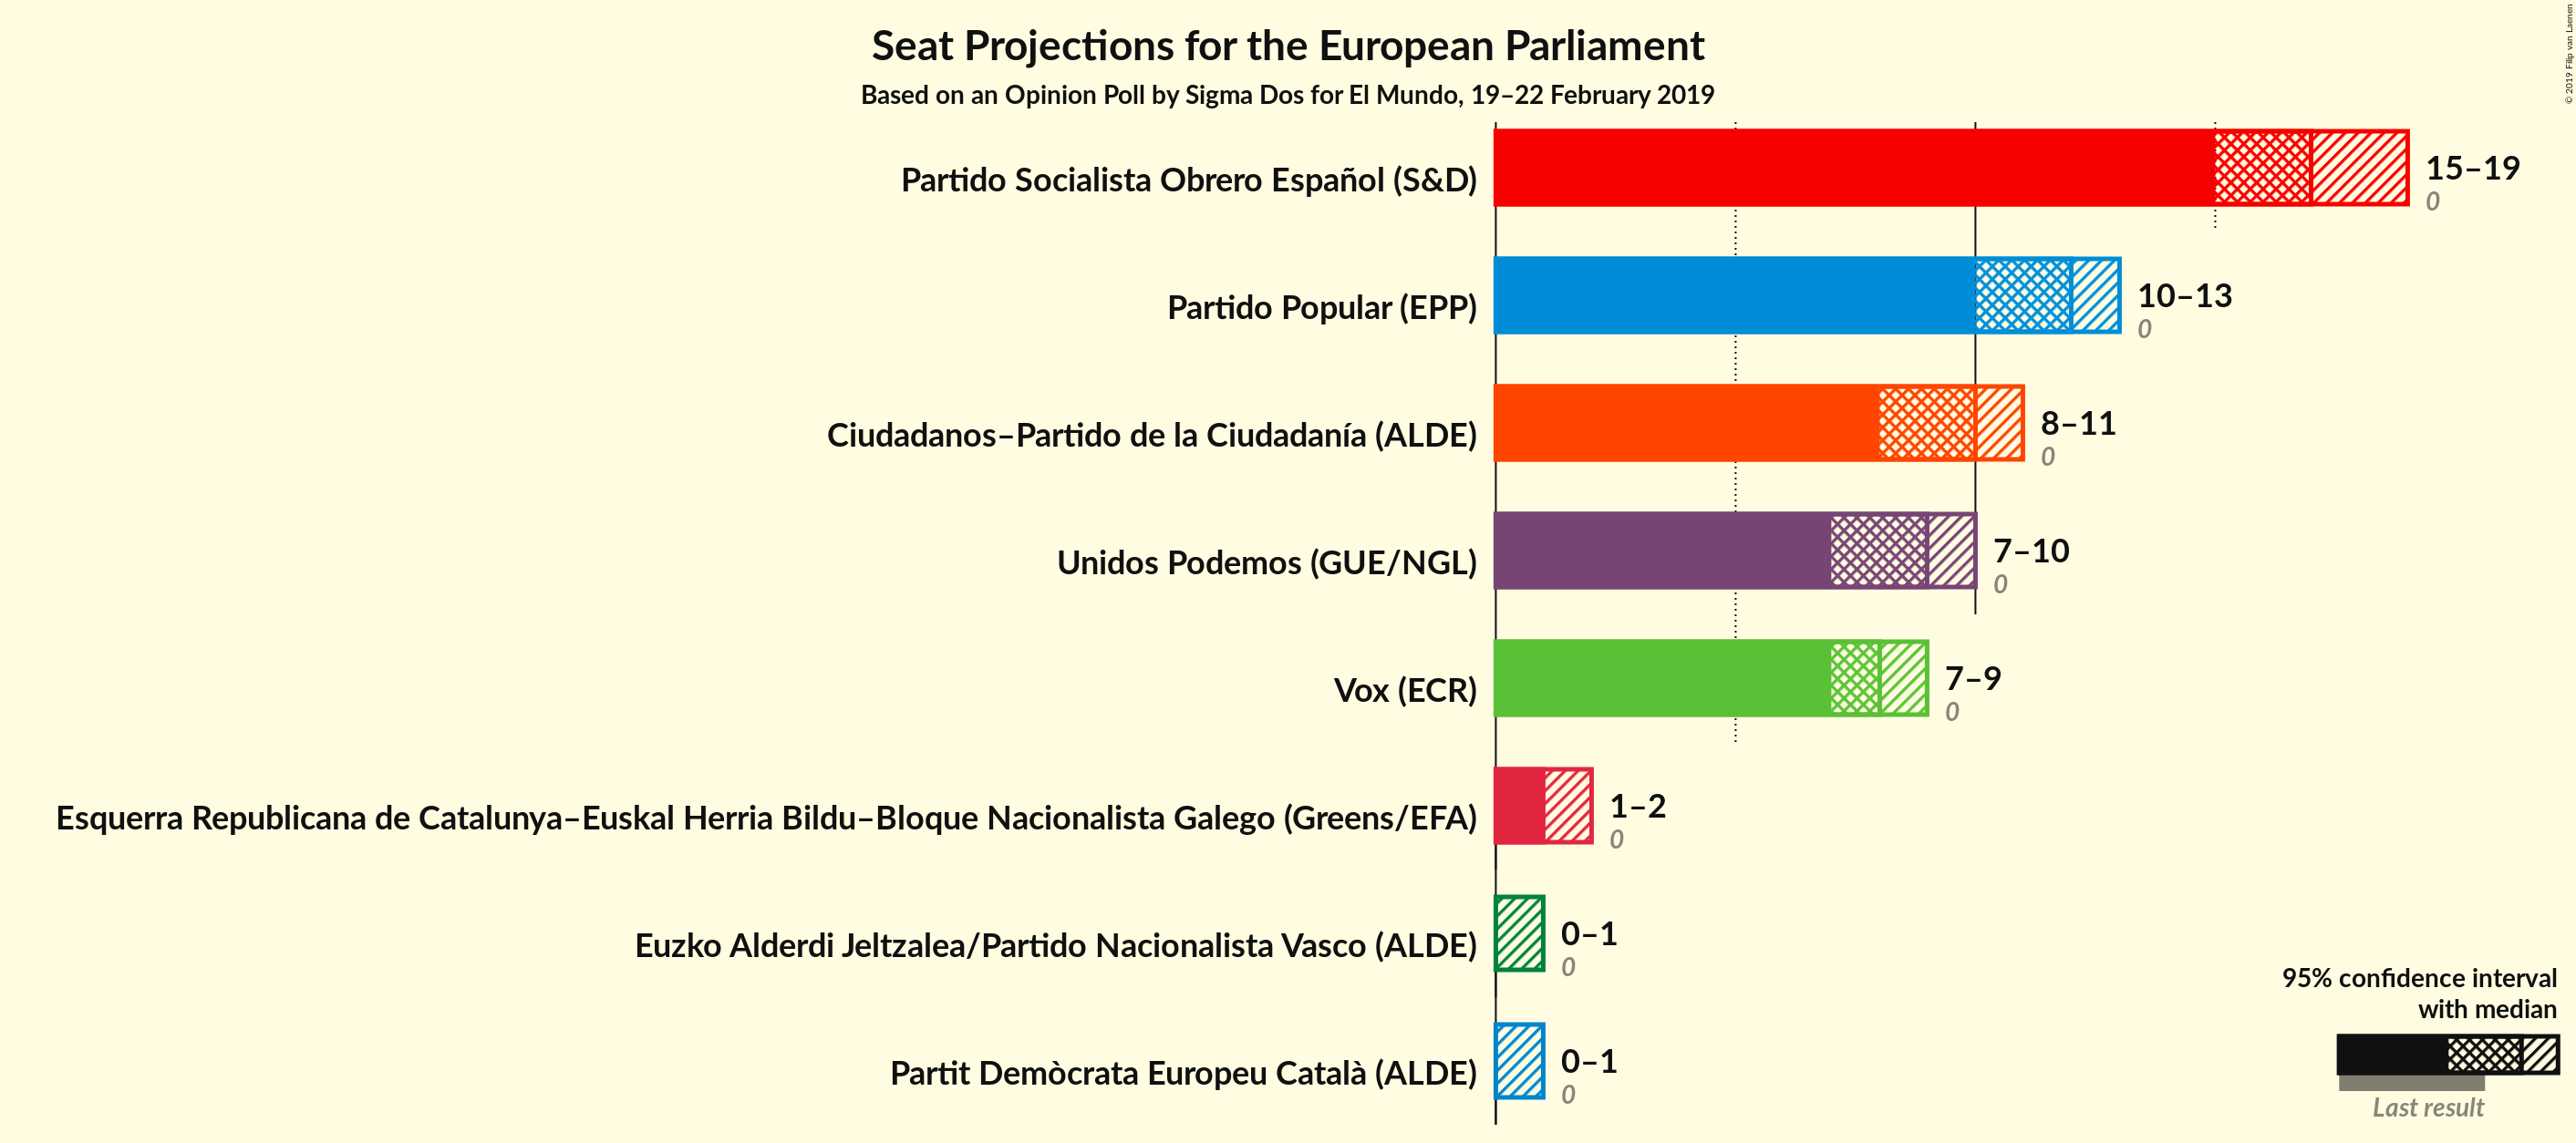 Seat Projections for the European Parliament
Based on an Opinion Poll by Sigma Dos for El Mundo, 19–22 February 2019
© 2019 Filip van Laenen
Partido Socialista Obrero Español (S&D)
15–19
0
Partido Popular (EPP)
10–13
0
Ciudadanos–Partido de la Ciudadanía (ALDE)
8–11
0
Unidos Podemos (GUE/NGL)
7–10
0
Vox (ECR)
7–9
0
Esquerra Republicana de Catalunya–Euskal Herria Bildu–Bloque Nacionalista Galego (Greens/EFA)
1–2
0
Euzko Alderdi Jeltzalea/Partido Nacionalista Vasco (ALDE)
0–1
0
Partit Demòcrata Europeu Català (ALDE)
0–1
0
95% confidence interval
with median
Last result